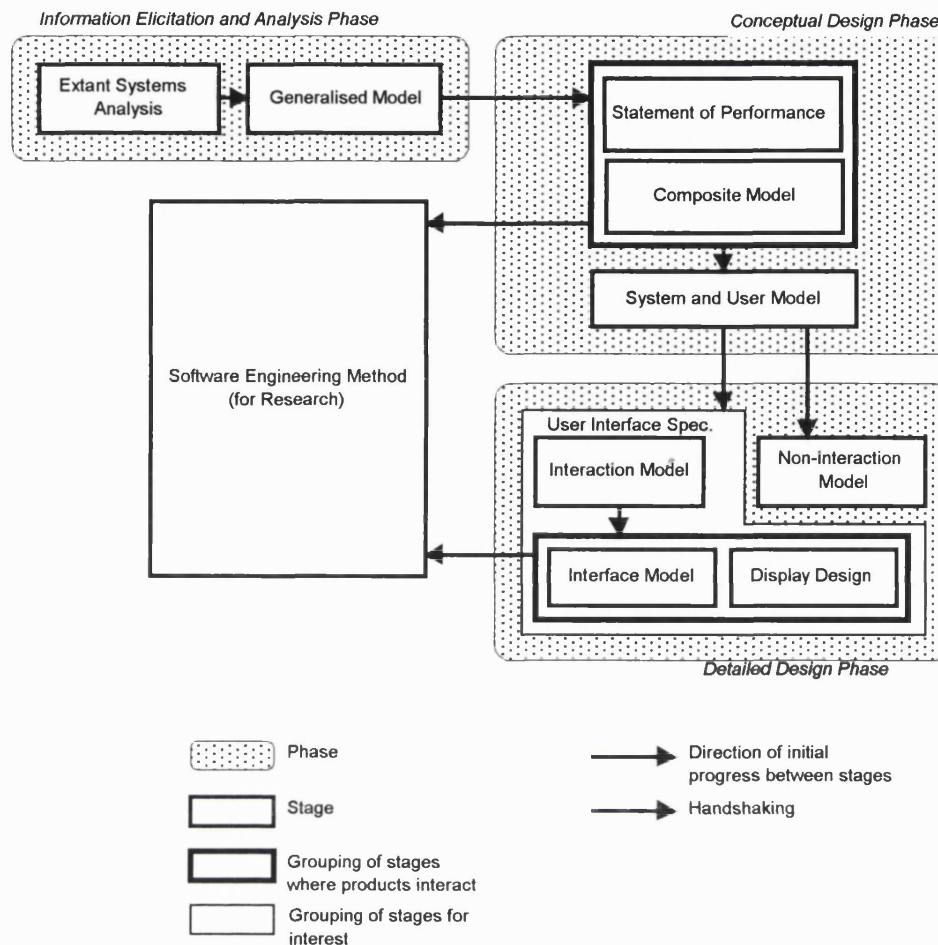 Information Elicitation and Analysis Phase
Conceptual Design Phase
Extant Systems
Analysis
Generalised Model
Statement of Performance
Composite Model
System and User Model
Software Engineering Method
(for Research)
User Interface Spec.
Interaction Model
Non-interaction
Model
Interface Model
Display Design
Detailed Design Phase
Phase
Stage
Grouping of stages
where products interact
Grouping of stages for
interest
Direction of initial
progress between stages
Handshaking